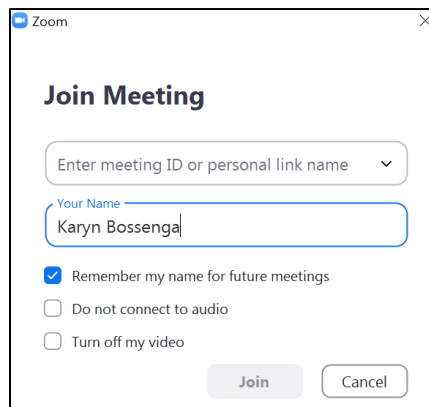 Zoom
Join Meeting
Enter meeting ID or personal link name
Your Name
Karyn Bossenga
Remember my name for future meetings
Do not connect to audio
Turn off my video
Join Cancel